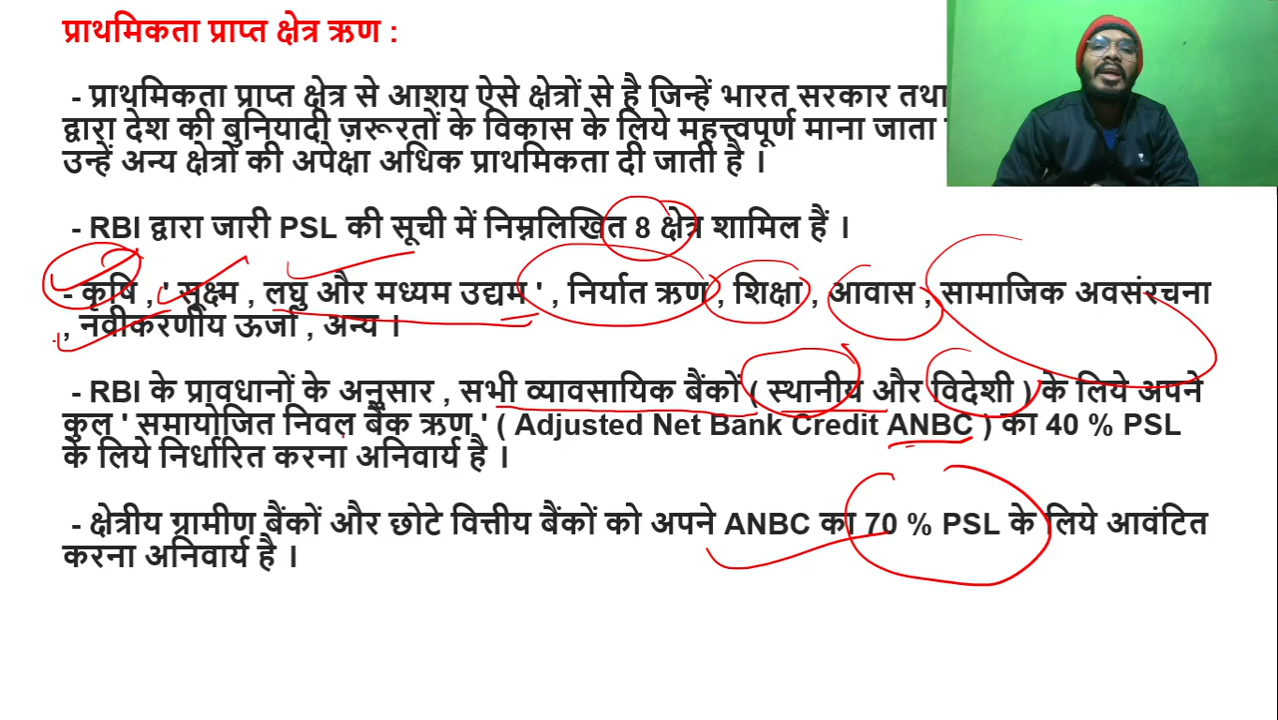 प्राथमिकता प्राप्त क्षेत्र ऋण :
- प्राथमिकता प्राप्त क्षेत्र से आशय ऐसे क्षेत्रों से है जिन्हें भारत सरकार तथा
द्वारा देश की बुनियादी ज़रूरतों के विकास के लिये महत्त्वपूर्ण माना जाता
उन्हें अन्य क्षेत्रों की अपेक्षा अधिक प्राथमिकता दी जाती है ।
- RBI द्वारा जारी PSL की सूची में निम्नलिखित 8 क्षेत्र शामिल हैं ।
- कृषि , ' सूक्ष्म , लघु और मध्यम उद्यम ' , निर्यात ऋण , शिक्षा , आवास , सामाजिक अवसंरचना
, नवीकरणीय ऊर्जा , अन्य ।
- RBI के प्रावधानों के अनुसार , सभी व्यावसायिक बैंकों ( स्थानीय और विदेशी ) के लिये अपने
कुल ' समायोजित निवल बैंक ऋण ' ( Adjusted Net Bank Credit ANBC ) का 40 % PSL
के लिये निर्धारित करना अनिवार्य है ।
- क्षेत्रीय ग्रामीण बैंकों और छोटे वित्तीय बैंकों को अपने ANBC का 70 % PSL के लिये आवंटित
करना अनिवार्य है ।